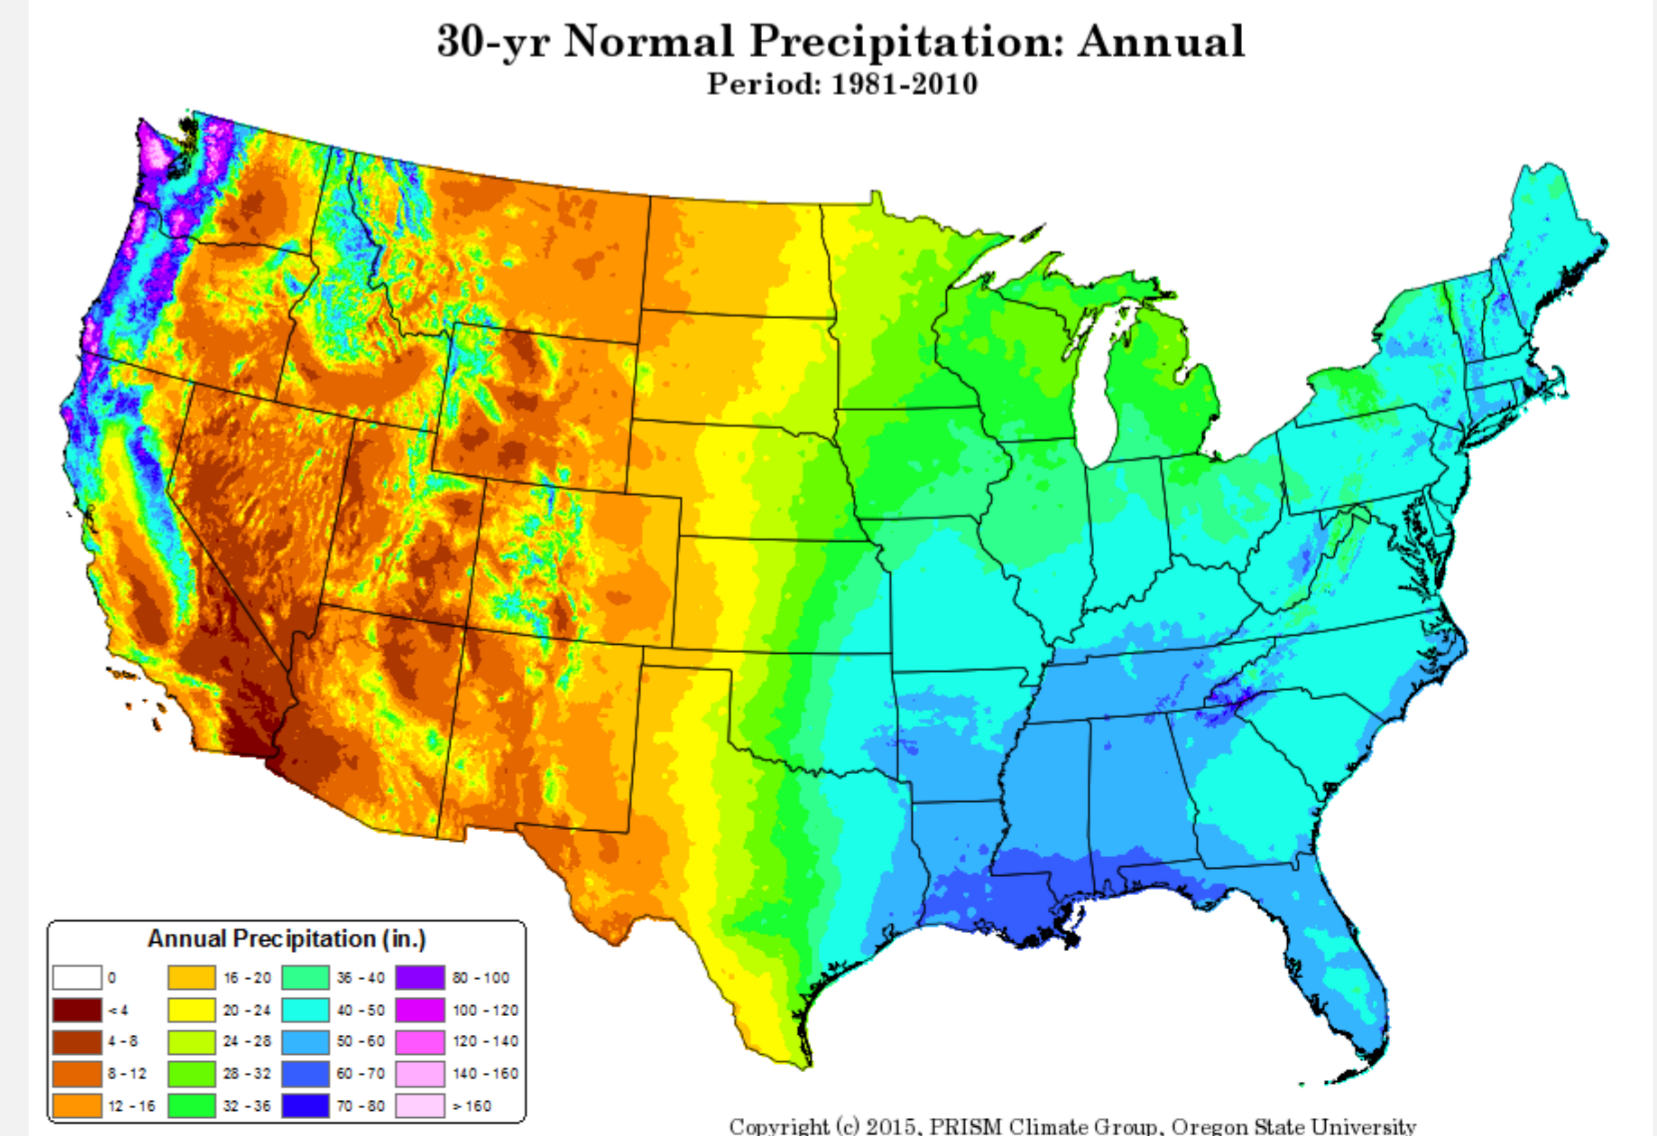 30-yr Normal Precipitation: Annual
Period: 1981-2010
Annual Precipitation (in.)
0
< 4
4 - 8
8 - 12
12 - 16
16 - 20
20 - 24
24 - 28
28 - 32
32 - 36
36 - 40
40 - 50
50 - 60
60 - 70
70 - 80
80 - 100
100 - 120
120 - 140
140 - 160
> 160
Copyright (c) 2015, PRISM Climate Group, Oregon State University